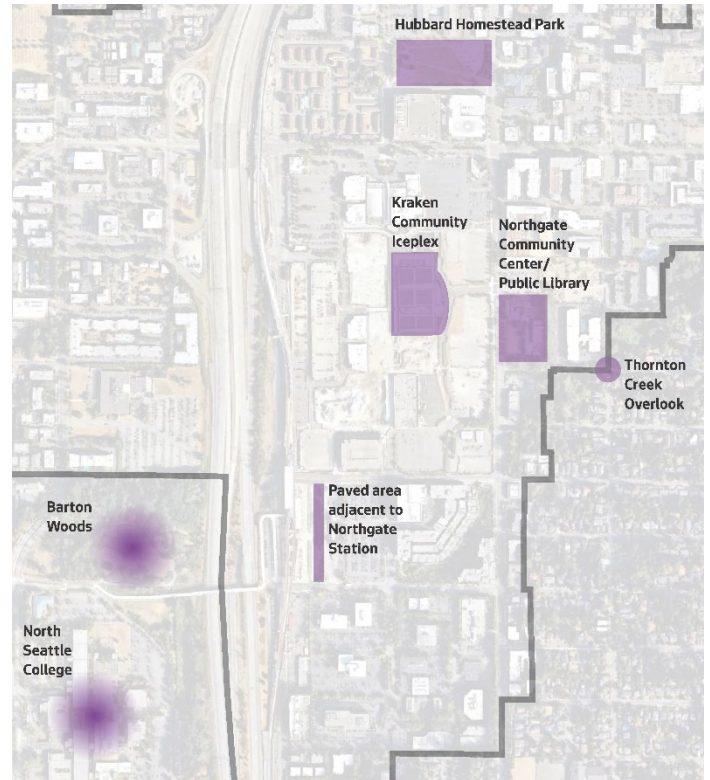 Hubbard Homestead Park
Kraken
Community
Iceplex
Northgate
Community
Center/
Public Library
Thornton
Creek
Overlook
Paved area
adjacent to
Northgate
Station
Barton
Woods
North
Seattle
College